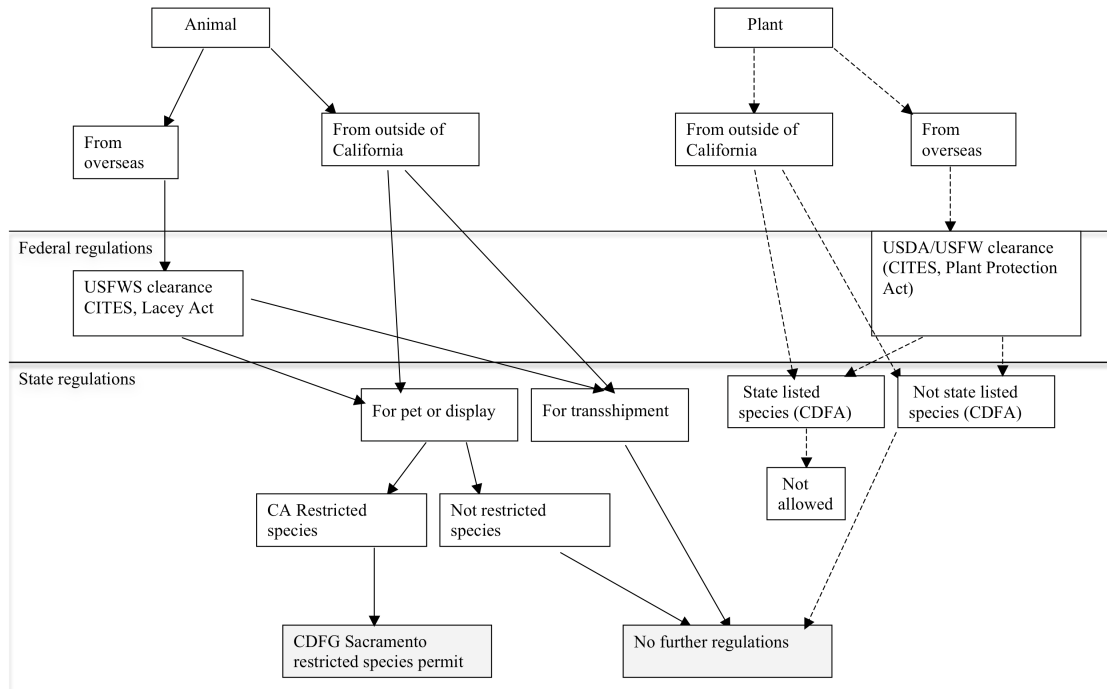 Animal
Plant
From
overseas
From outside of
California
From outside of
California
From
overseas
Federal regulations
USFWS clearance
CITES, Lacey Act
USDA/USFW clearance
(CITES, Plant Protection
Act)
State regulations
For pet or display
For transshipment
State listed
species (CDFA)
Not state listed
species (CDFA)
Not
allowed
CA Restricted
species
Not restricted
species
CDFG Sacramento
restricted species permit
No further regulations